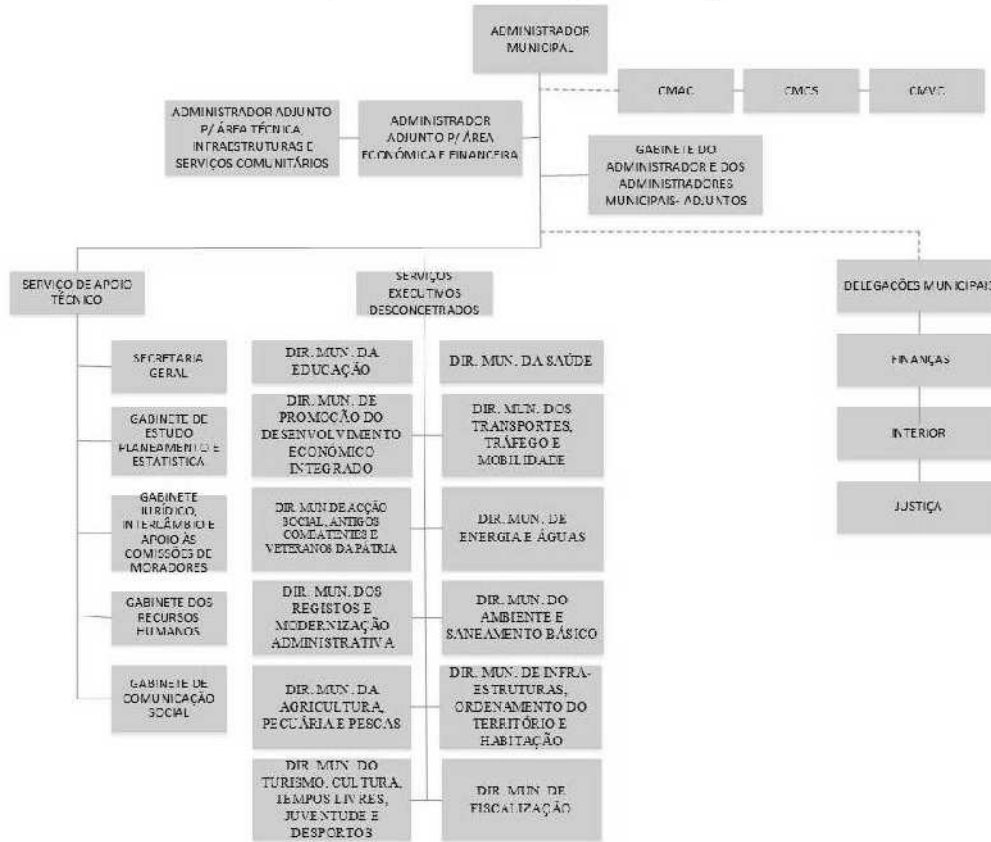 ADMINISTRADOR
MUNICIPAL
CMAC
CMCS
CMVC
ADMINISTRADOR ADJUNTO
P/ ÁREA TÉCNICA,
INFRAESTRUTURAS E
SERVIÇOS COMUNITÁRIOS
ADMINISTRADOR
ADJUNTO P/ ÁREA
ECONÓMICA E FINANCEIRA
GABINETE DO
ADMINISTRADOR E DOS
ADMINISTRADORES
MUNICIPAIS- ADJUNTOS
SERVIÇO DE APOIO
TÉCNICO
SERVIÇOS
EXECUTIVOS
DESCONCETRADOS
DELEGAÇÕES MUNICIPAIS
SECRETARIA
GERAL
GABINETE DE
ESTUDO
PLANEAMENTO E
ESTATISTICA
GABINETE
JURÍDICO,
INTERCÂMBIO E
APOIO ÀS
COMISSÕES DE
MORADORES
GABINETE DOS
RECURSOS
HUMANOS
GABINETE DE
COMUNICAÇÃO
SOCIAL
DIR. MUN. DA
EDUCAÇÃO
DIR. MUN. DA SAÚDE
DIR. MUN. DE
PROMOÇÃO DO
DESENVOLVIMENTO
ECONÓMICO
INTEGRADO
DIR. MUN. DOS
TRANSPORTES,
TRÁFEGO E
MOBILIDADE
DIR. MUN DE ACÇÃO
SOCIAL, ANTIGOS
COMBATENTES E
VETERANOS DA PÁTRIA
DIR. MUN. DE
ENERGIA E ÁGUAS
DIR. MUN. DOS
REGISTOS E
MODERNIZAÇÃO
ADMINISTRATIVA
DIR. MUN. DO
AMBIENTE E
SANEAMENTO BÁSICO
DIR. MUN. DA
AGRICULTURA,
PECUÁRIA E PESCAS
DIR. MUN. DE INFRA-
ESTRUTURAS,
ORDENAMENTO DO
TERRITÓRIO E
HABITAÇÃO
DIR. MUN. DO
TURISMO, CULTURA,
TEMPOS LIVRES,
JUVENTUDE E
DESPORTOS
DIR. MUN. DE
FISCALIZAÇÃO
FINANÇAS
INTERIOR
JUSTIÇA